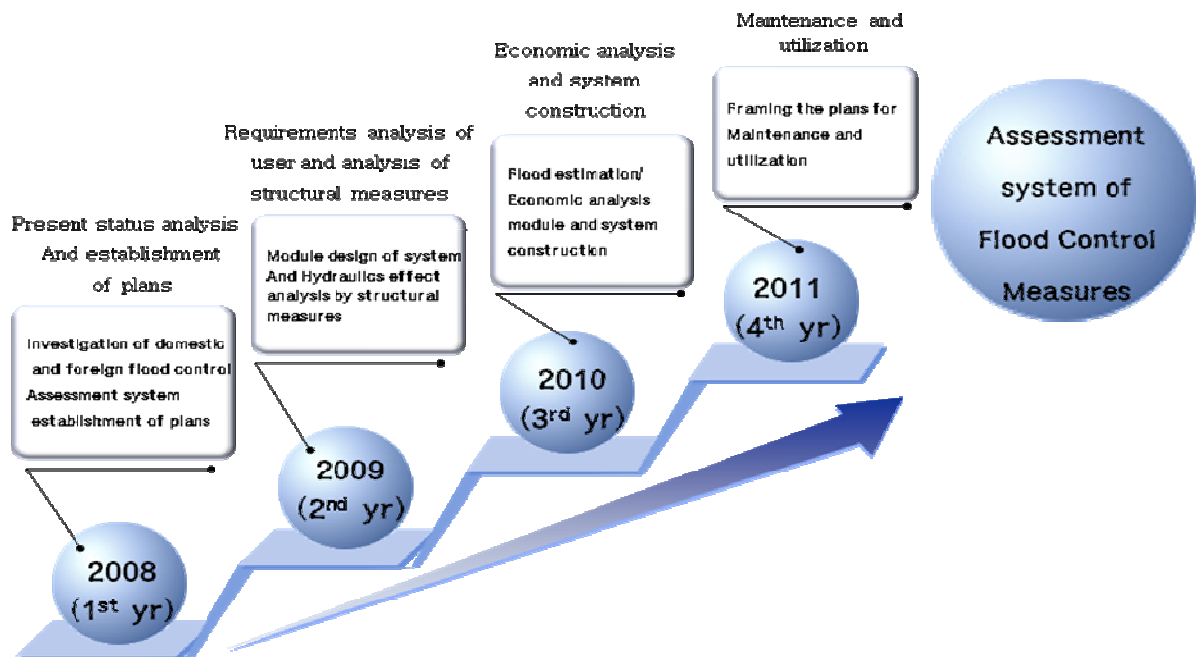 Present status analysis
And establishment
of plans
Investigation of domestic
and foreign flood control
Assessment system
establishment of plans
2008
(1st yr)
Requirements analysis of
user and analysis of
structural measures
Module design of system
And Hydraulics effect
analysis by structural
measures
2009
(2nd yr)
Economic analysis
and system
construction
Flood estimation/
Economic analysis
module and system
construction
2010
(3rd yr)
Maintenance and
utilization
Framing the plans for
Maintenance and
utilization
2011
(4th yr)
Assessment
system of
Flood Control
Measures